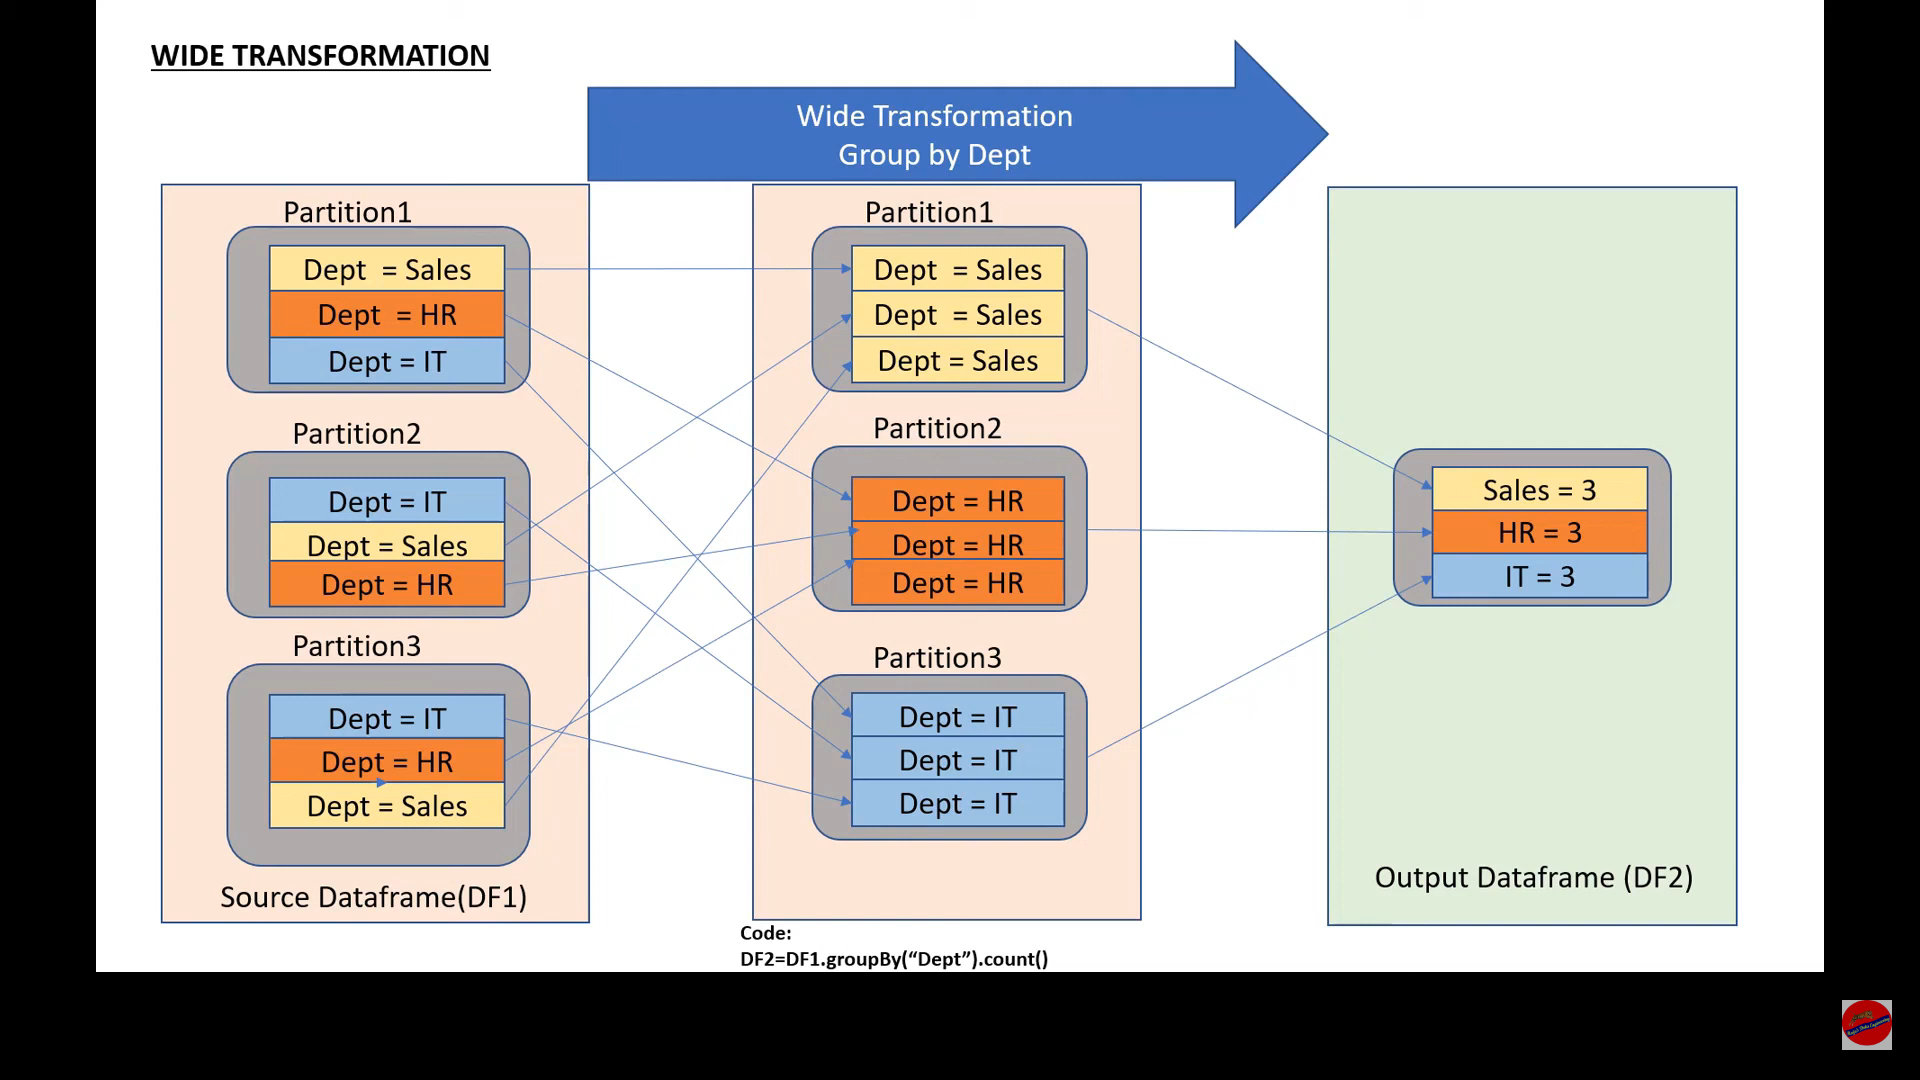 WIDE TRANSFORMATION
Wide Transformation
Group by Dept
Partition1
Dept  = Sales
Dept  = HR
Dept = IT
Partition2
Dept = IT
Dept = Sales
Dept = HR
Partition3
Dept = IT
Dept = HR
Dept = Sales
Source Dataframe(DF1)
Partition1
Dept  = Sales
Dept  = Sales
Dept = Sales
Partition2
Dept = HR
Dept = HR
Dept = HR
Partition3
Dept = IT
Dept = IT
Dept = IT
Code:
DF2=DF1.groupBy(“Dept”).count()
Sales = 3
HR = 3
IT = 3
Output Dataframe (DF2)